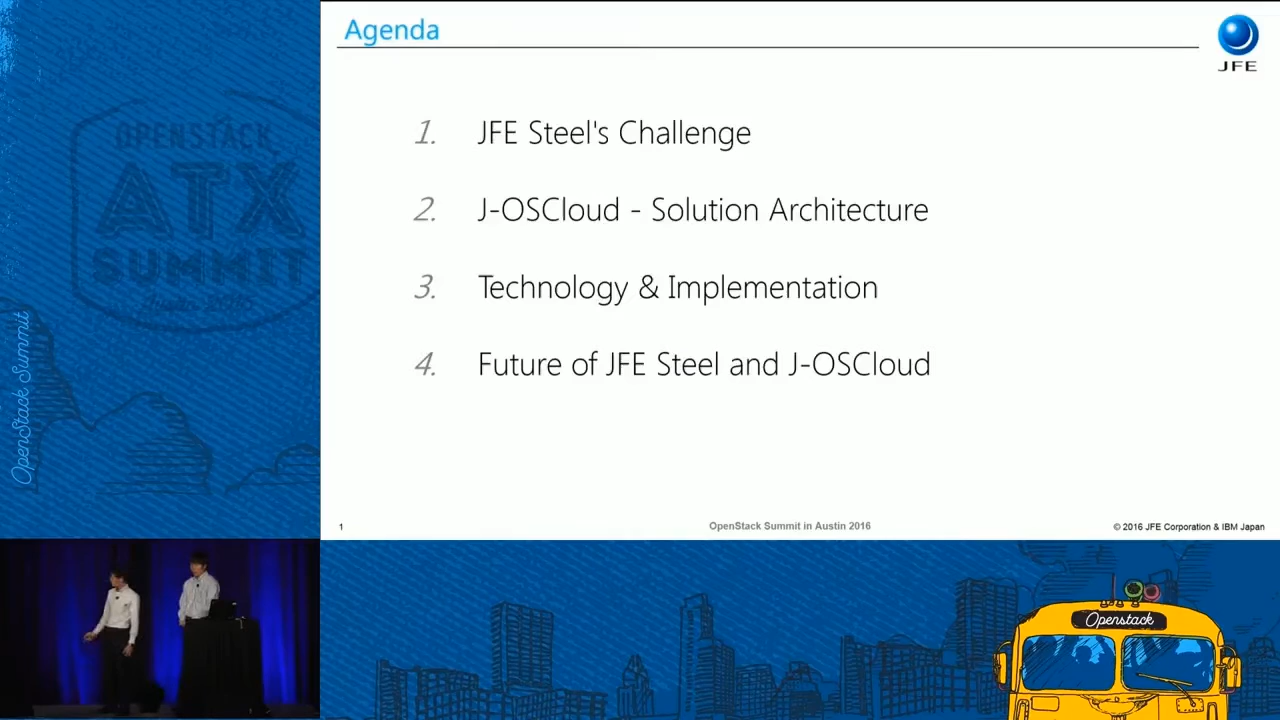 Agenda
JFE
1. JFE Steel's Challenge
2. J-OSCloud - Solution Architecture
3. Technology & Implementation
4. Future of JFE Steel and J-OSCloud
1
OpenStack Summit in Austin 2016
© 2016 JFE Corporation & IBM Japan
OPENSTACK
ATX
SUMMIT
Austin 2016
OpenStack Summit
Openstack